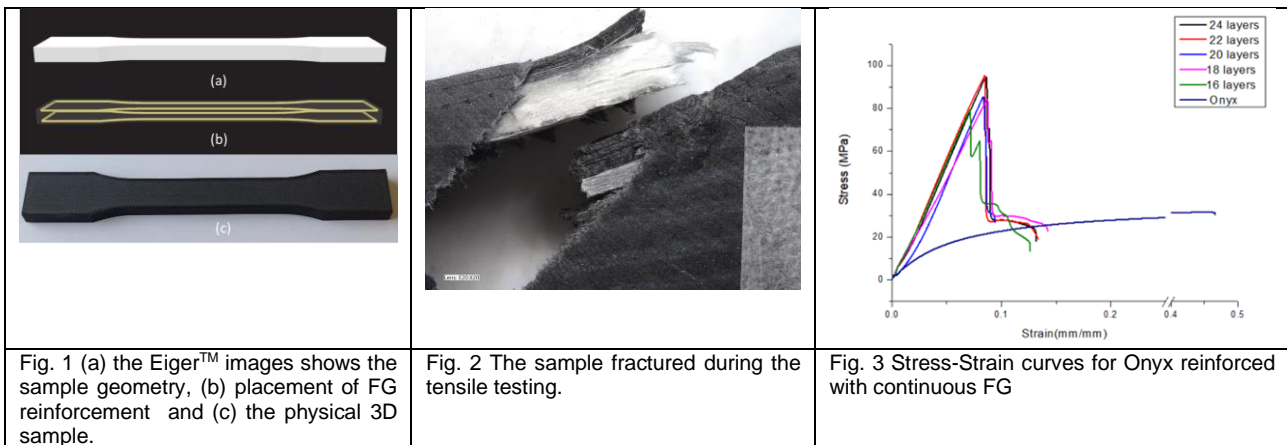 (a)
(b)
(c)
Lens X20:X20
24 layers
22 layers
20 layers
18 layers
16 layers
Onyx
100
80
60
40
20
0
Stress (MPa)
0.0
0.1
0.2
0.4
0.5
Strain(mm/mm)
Fig. 1 (a) the Eiger™ images shows the
sample geometry, (b) placement of FG
reinforcement and (c) the physical 3D
sample.
Fig. 2 The sample fractured during the
tensile testing.
Fig. 3 Stress-Strain curves for Onyx reinforced
with continuous FG